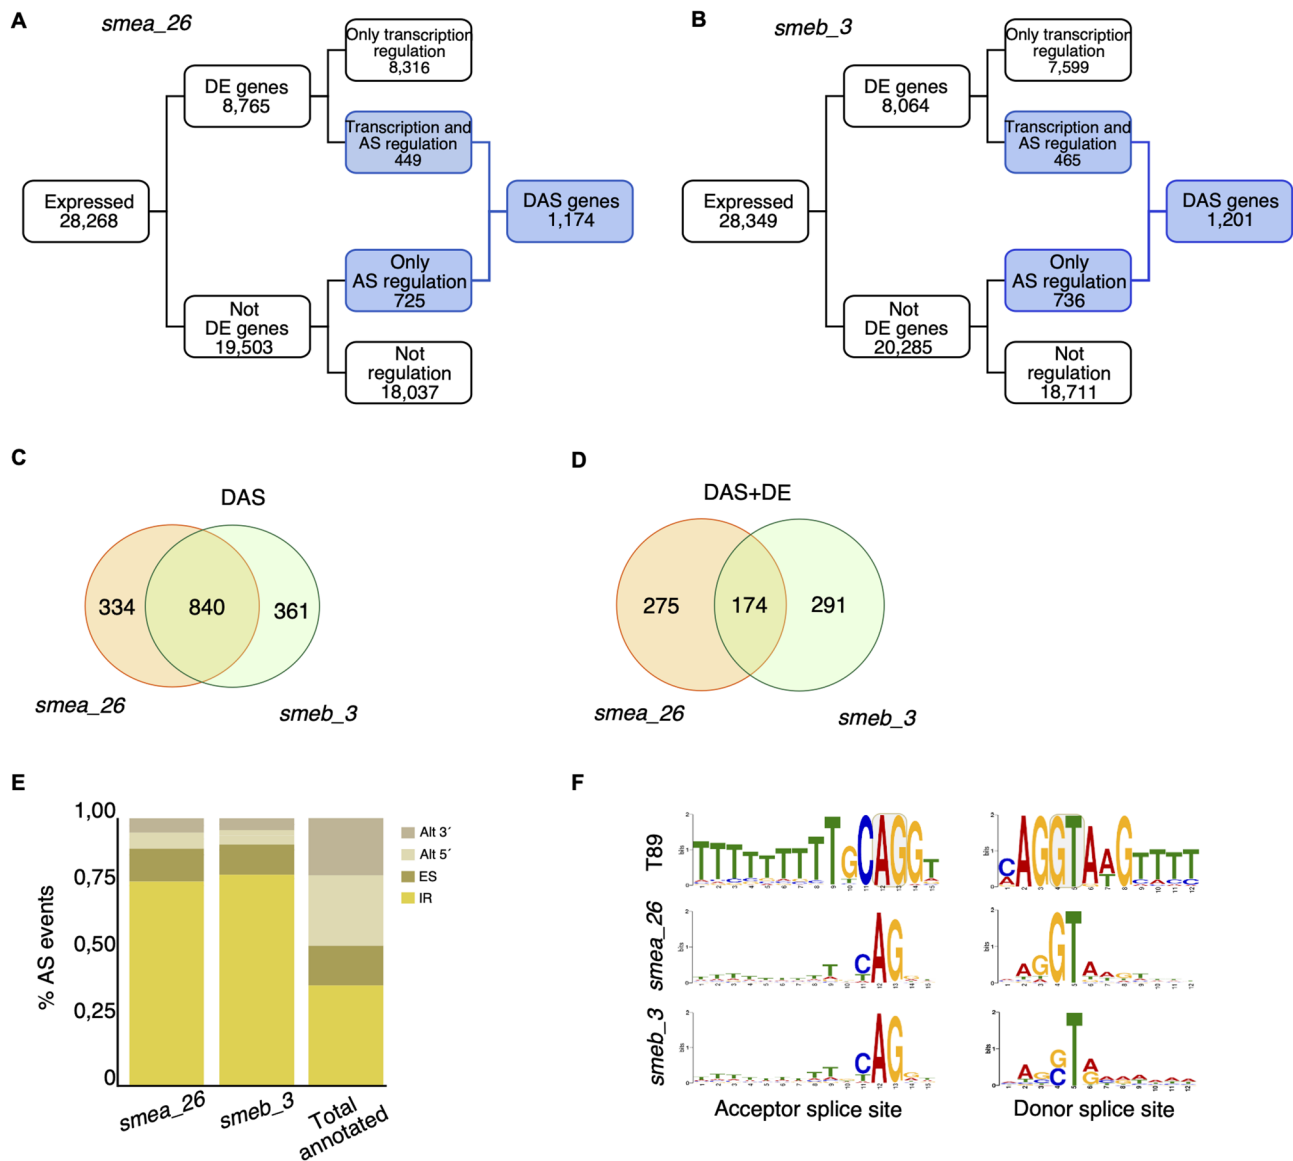 A
smea_26
Only transcription
regulation
8,316
DE genes
8,765
Transcription and
AS regulation
449
Expressed
28,268
DAS genes
1,174
Only
AS regulation
725
Not
DE genes
19,503
Not
regulation
18,037
B
smeb_3
Only transcription
regulation
7,599
DE genes
8,064
Transcription and
AS regulation
465
Expressed
28,349
DAS genes
1,201
Only
AS regulation
736
Not
DE genes
20,285
Not
regulation
18,711
C
DAS
334
840
361
smea_26
smeb_3
D
DAS+DE
275
174
291
smea_26
smeb_3
E
% AS events
1,00
0,75
0,50
0,25
0
Alt 3´
Alt 5´
ES
IR
smea_26
smeb_3
Total
annotated
F
T89
smea_26
smeb_3
Acceptor splice site
Donor splice site